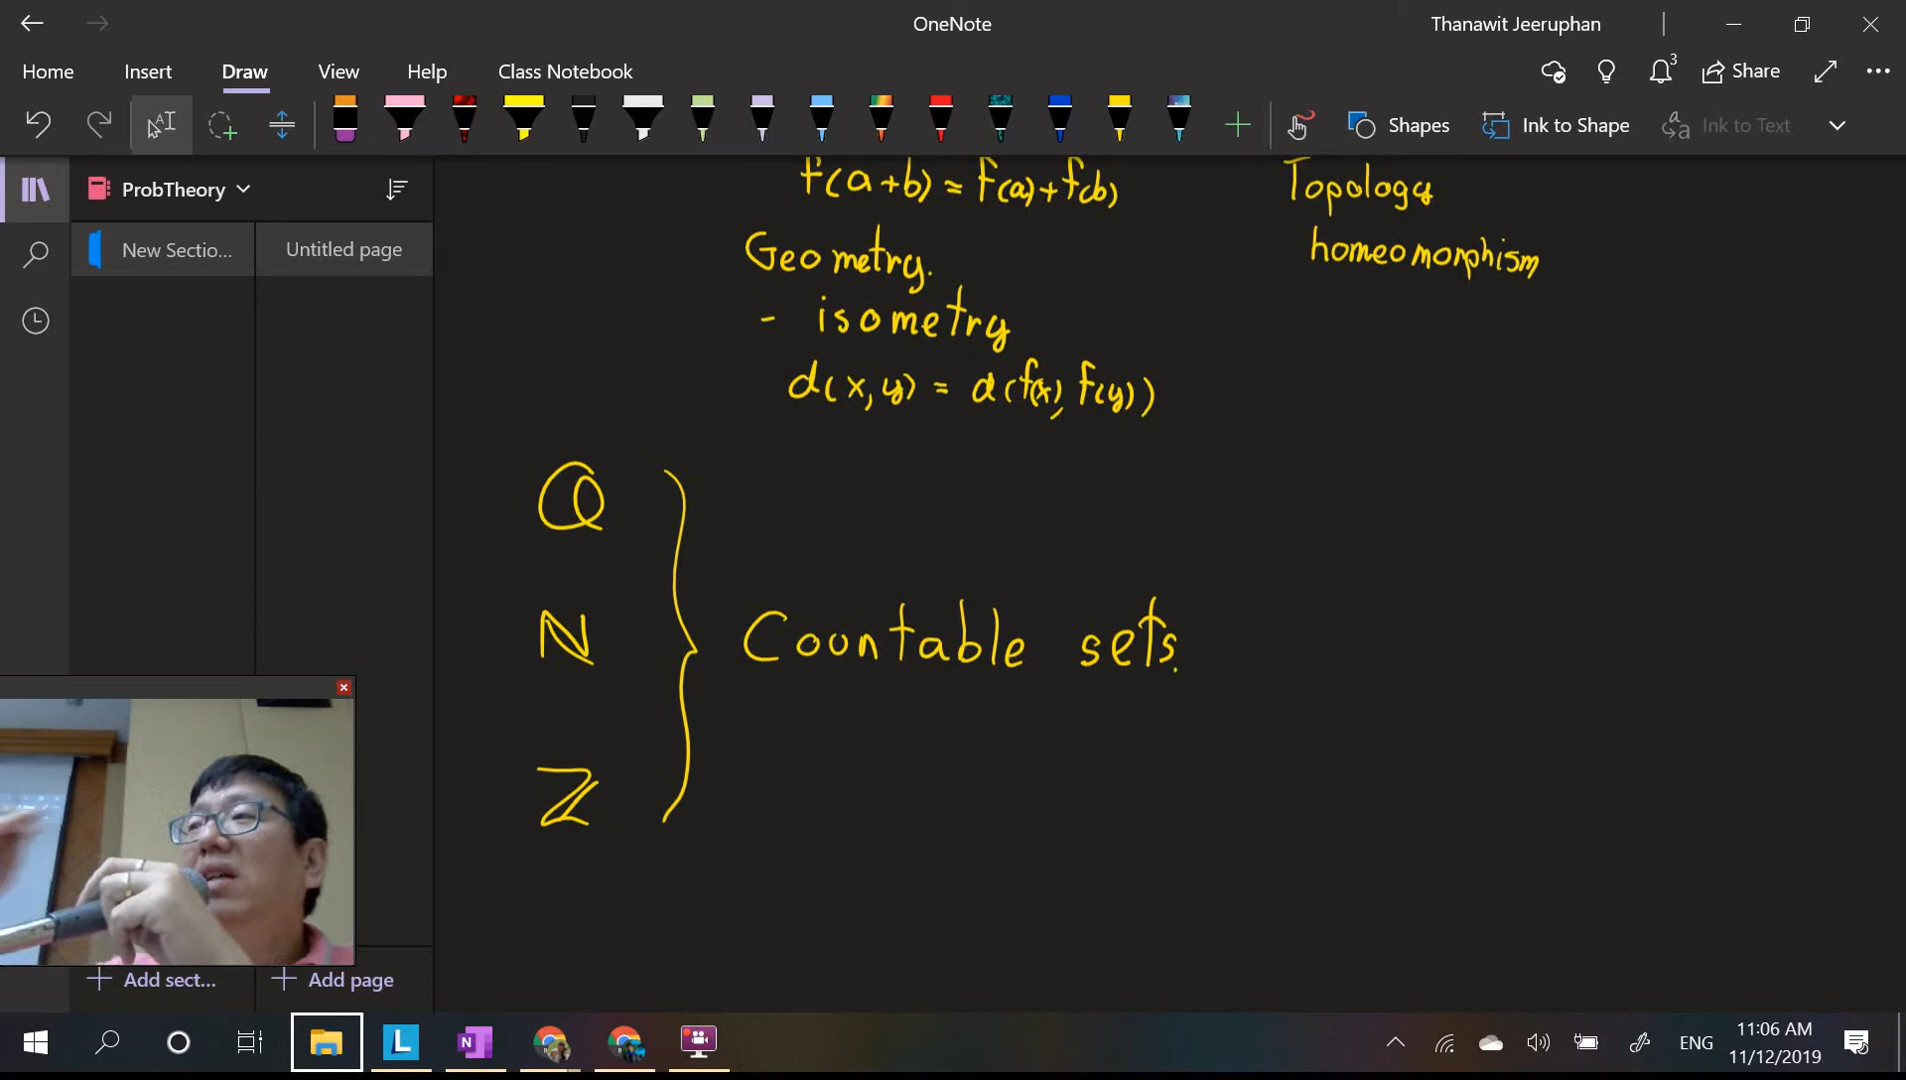 OneNote
Thanawit Jeeruphan
Home Insert Draw View Help Class Notebook
3
Share
Shapes Ink to Shape Ink to Text
ProbTheory
New Sectio...
Untitled page
f(a+b) = f(a)+f(b)
Topology
homeomorphism
Geometry.
- isometry
d(x,y) = d(f(x), f(y))
ℚ
ℕ
ℤ
Countable sets.
Add sect...
Add page
ENG
11:06 AM
11/12/2019